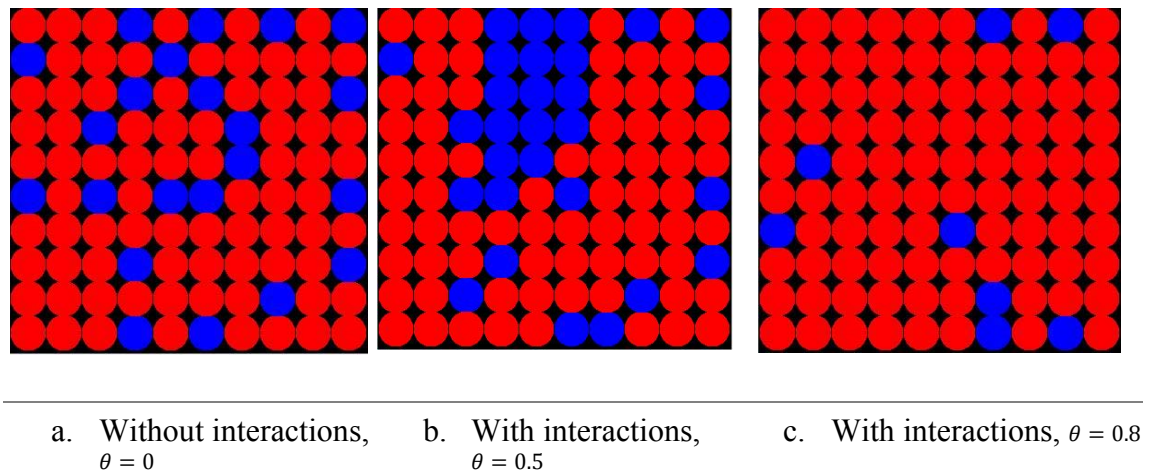 a. Without interactions, b. With interactions, c. With interactions, θ = 0.8
θ = 0 θ = 0.5